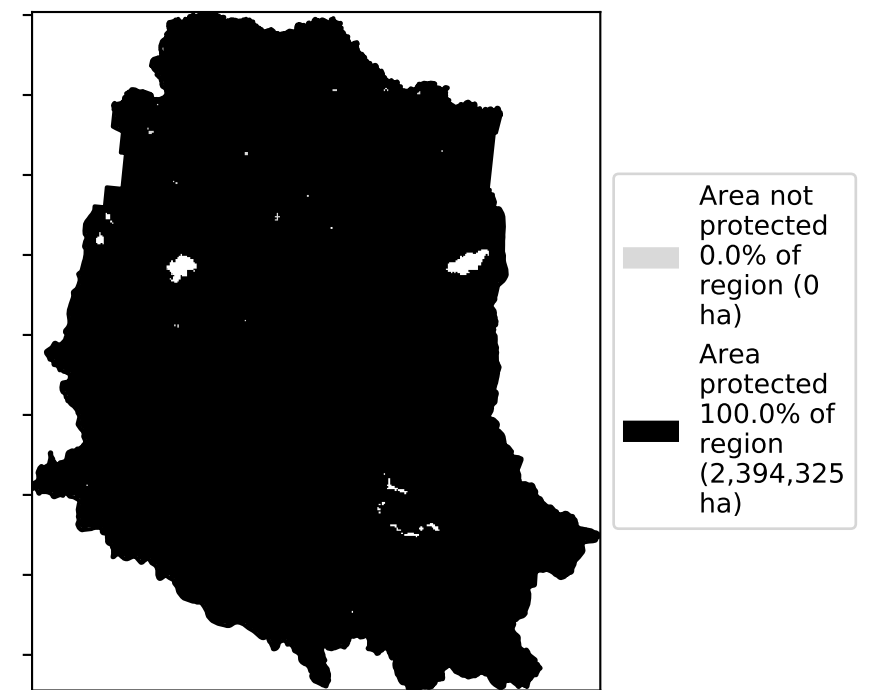 Area not
protected
0.0% of
region (0
ha)
Area
protected
100.0% of
region
(2,394,325
ha)